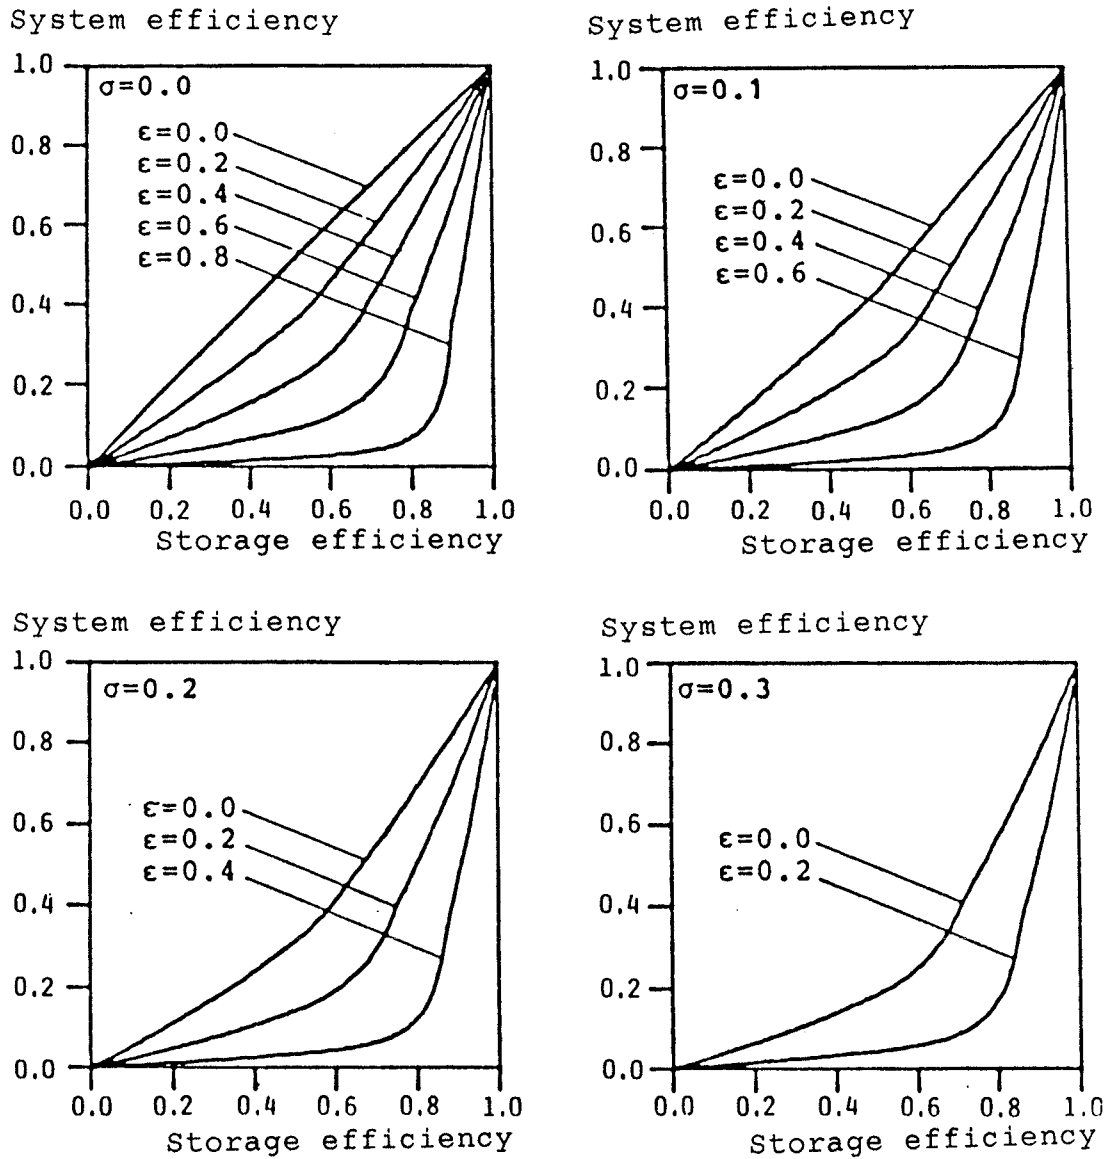 System efficiency
σ=0.0
ε=0.0
ε=0.2
ε=0.4
ε=0.6
ε=0.8
1.0
0.8
0.6
0.4
0.2
0.0
0.0 0.2 0.4 0.6 0.8 1.0
Storage efficiency
System efficiency
σ=0.1
ε=0.0
ε=0.2
ε=0.4
ε=0.6
1.0
0.8
0.6
0.4
0.2
0.0
0.0 0.2 0.4 0.6 0.8 1.0
Storage efficiency
System efficiency
σ=0.2
ε=0.0
ε=0.2
ε=0.4
1.0
0.8
0.6
0.4
0.2
0.0
0.0 0.2 0.4 0.6 0.8 1.0
Storage efficiency
System efficiency
σ=0.3
ε=0.0
ε=0.2
1.0
0.8
0.6
0.4
0.2
0.0
0.0 0.2 0.4 0.6 0.8 1.0
Storage efficiency